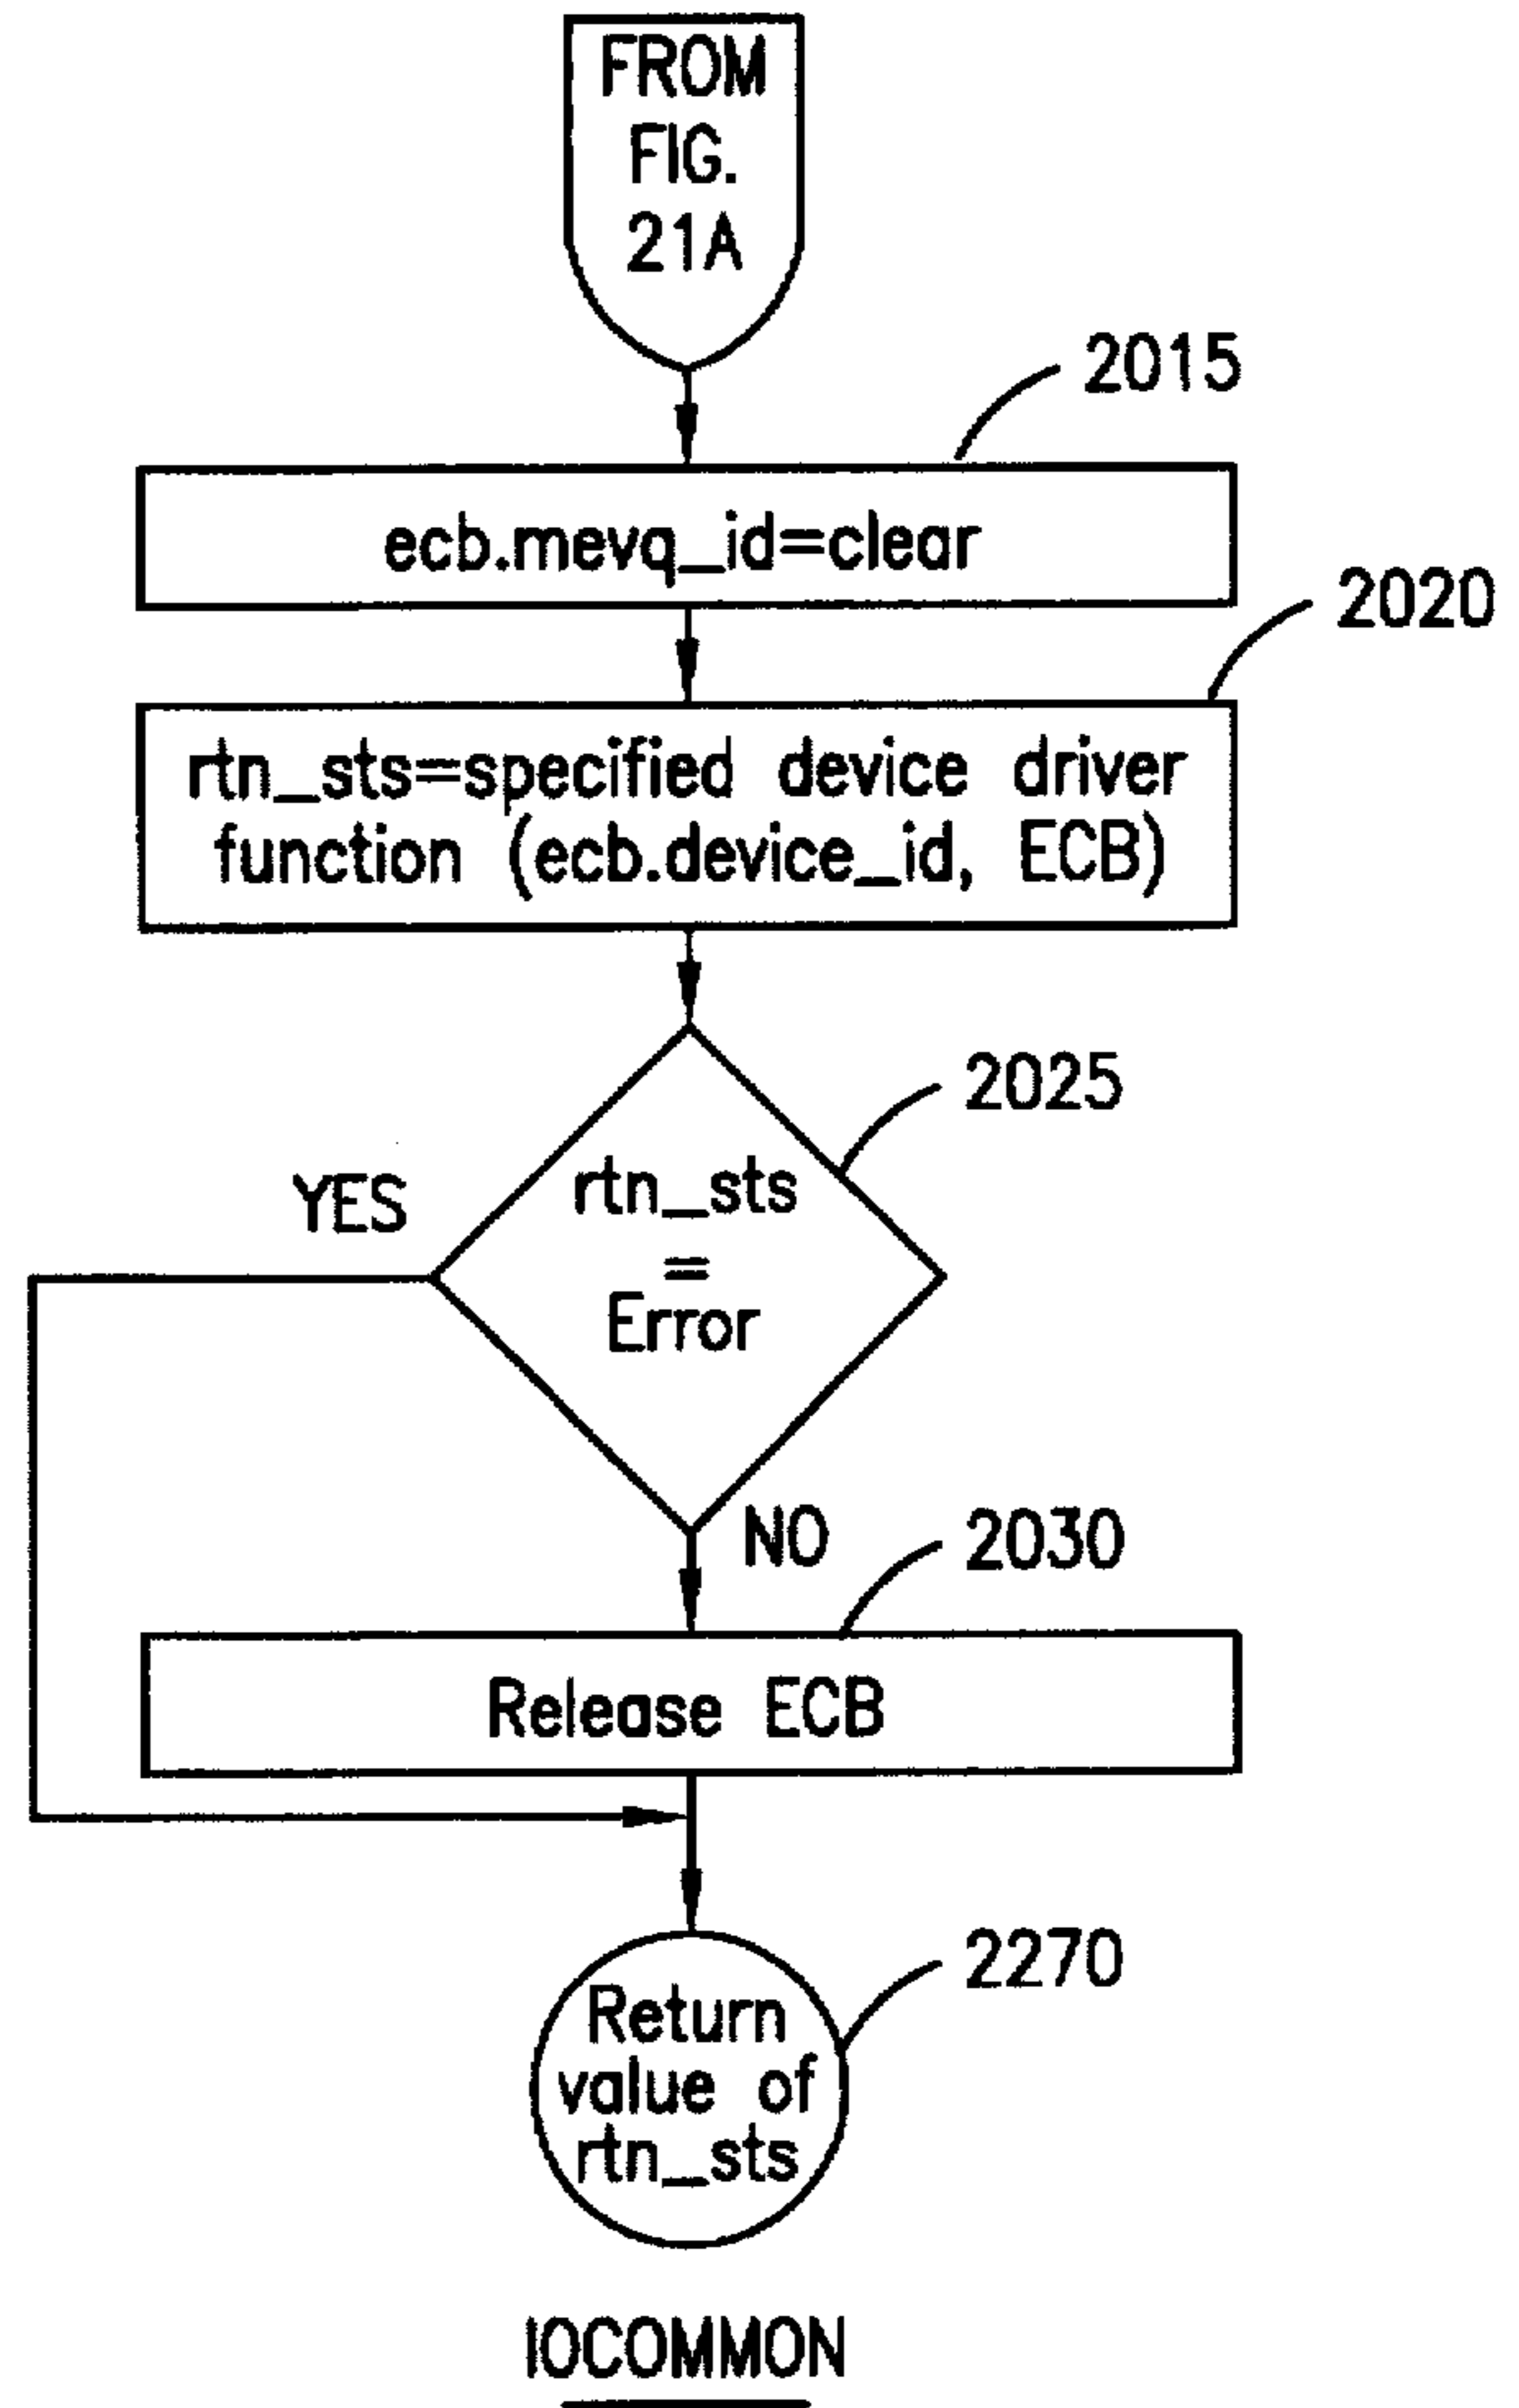 FROM
FIG.
21A
2015
ecb.mevq_id=clear
2020
rtn_sts=specified device driver
function (ecb.device_id, ECB)
2025
YES
rtn_sts
=
Error
NO
2030
Release ECB
2270
Return
value of
rtn_sts
IOCOMMON